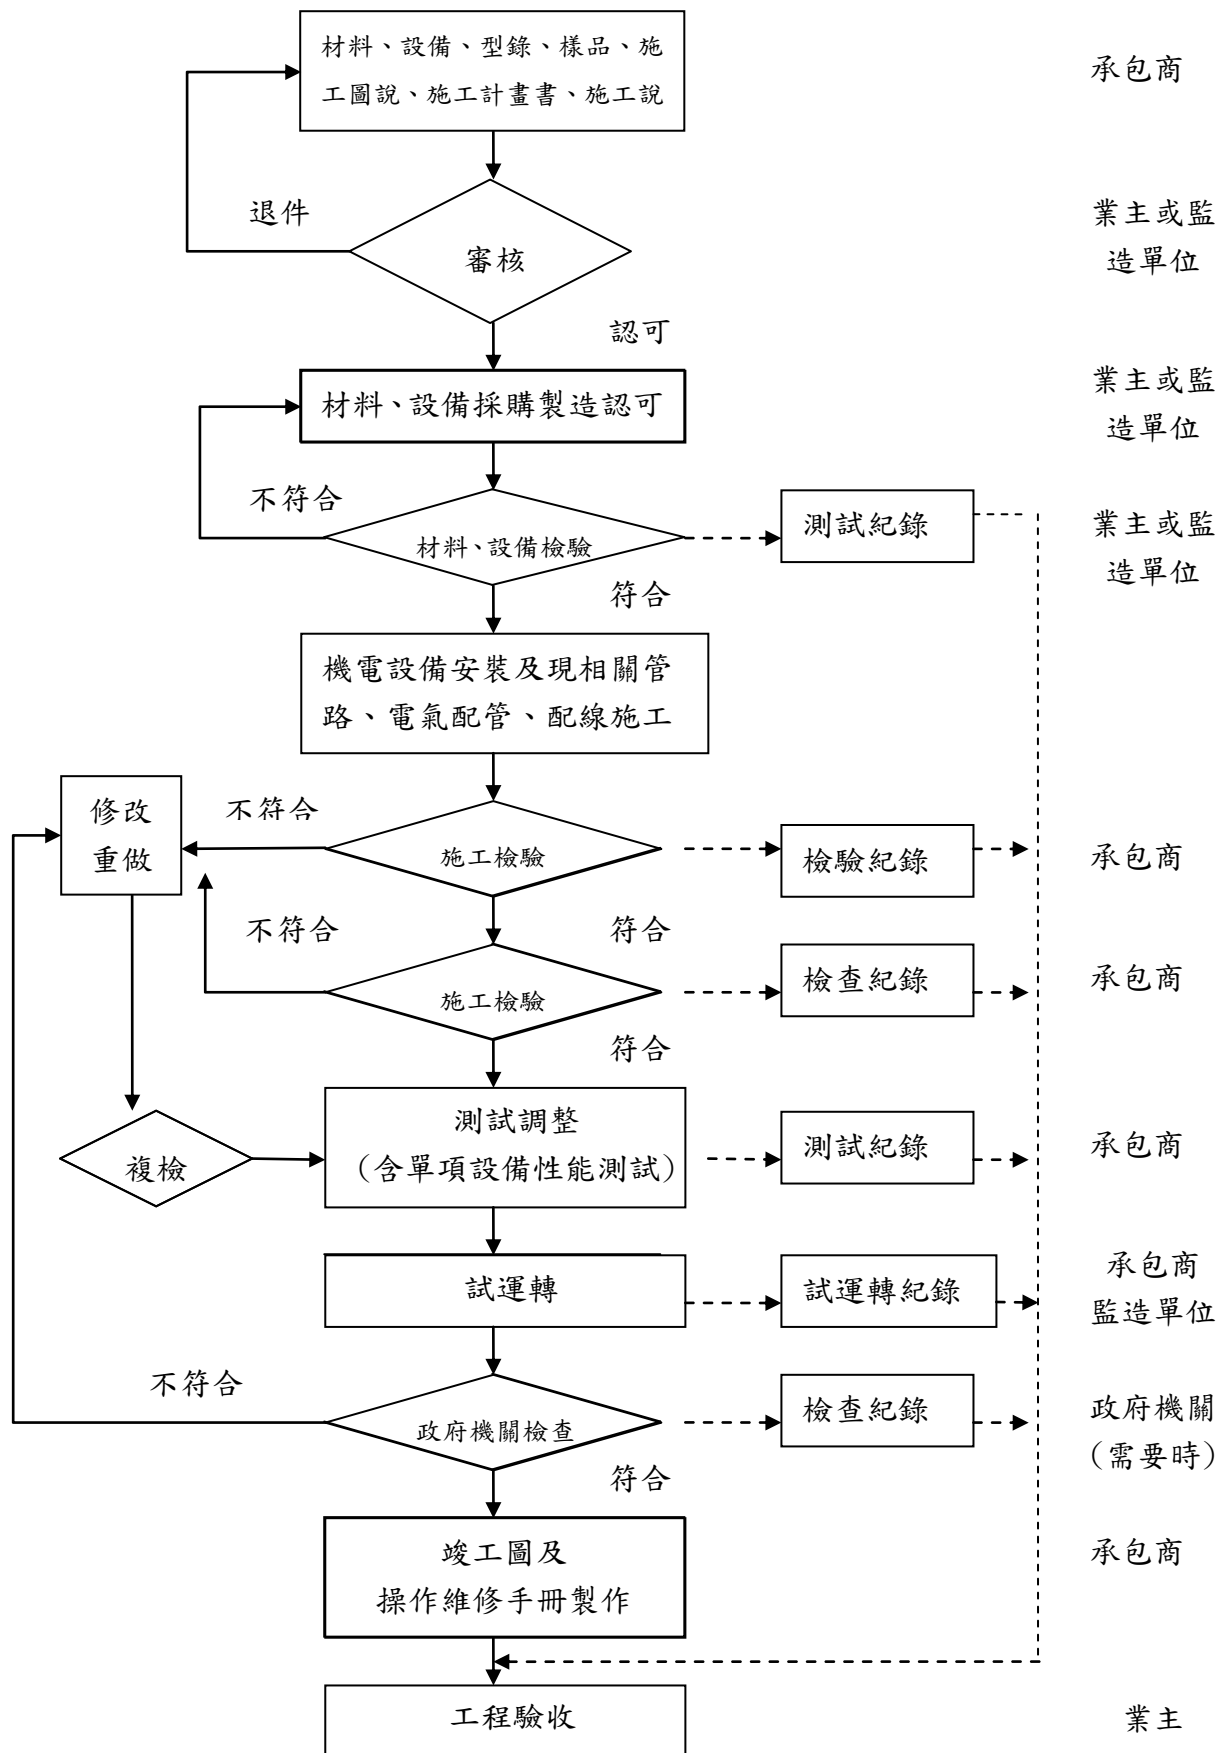 材料、設備、型錄、樣品、施
工圖說、施工計畫書、施工說
承包商
退件
審核
業主或監
造單位
認可
材料、設備採購製造認可
業主或監
造單位
不符合
材料、設備檢驗
測試紀錄
業主或監
造單位
符合
機電設備安裝及現相關管
路、電氣配管、配線施工
修改
重做
不符合
施工檢驗
檢驗紀錄
承包商
符合
不符合
施工檢驗
檢查紀錄
承包商
符合
複檢
測試調整
（含單項設備性能測試）
測試紀錄
承包商
試運轉
試運轉紀錄
承包商
監造單位
不符合
政府機關檢查
檢查紀錄
政府機關
（需要時）
符合
竣工圖及
操作維修手冊製作
承包商
工程驗收
業主